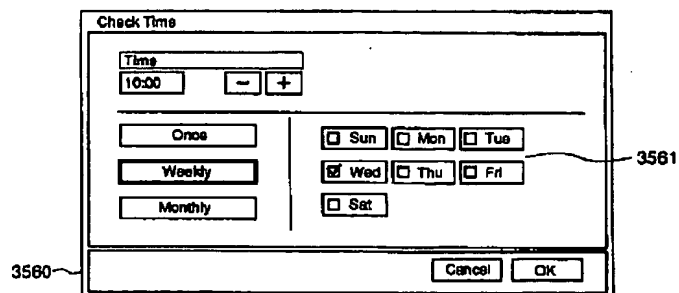 Check Time
Time
10:00 − +
Once
Sun Mon Tue
3561
Weekly
Wed Thu Fri
Monthly
Sat
3560
Cancel OK